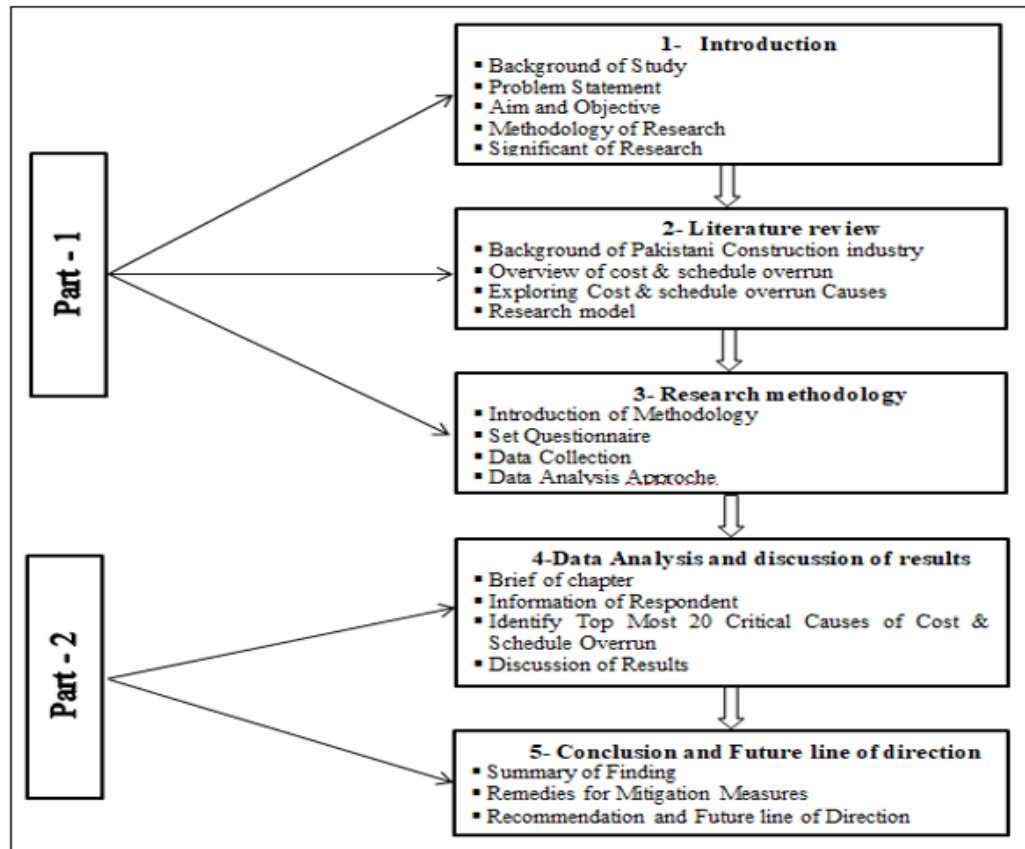 Part - 1
1- Introduction
▪ Background of Study
▪ Problem Statement
▪ Aim and Objective
▪ Methodology of Research
▪ Significant of Research
2- Literature review
▪ Background of Pakistani Construction industry
▪ Overview of cost & schedule overrun
▪ Exploring Cost & schedule overrun Causes
▪ Research model
3- Research methodology
▪ Introduction of Methodology
▪ Set Questionnaire
▪ Data Collection
▪ Data Analysis Approche
Part - 2
4-Data Analysis and discussion of results
▪ Brief of chapter
▪ Information of Respondent
▪ Identify Top Most 20 Critical Causes of Cost &
Schedule Overrun
▪ Discussion of Results
5- Conclusion and Future line of direction
▪ Summary of Finding
▪ Remedies for Mitigation Measures
▪ Recommendation and Future line of Direction